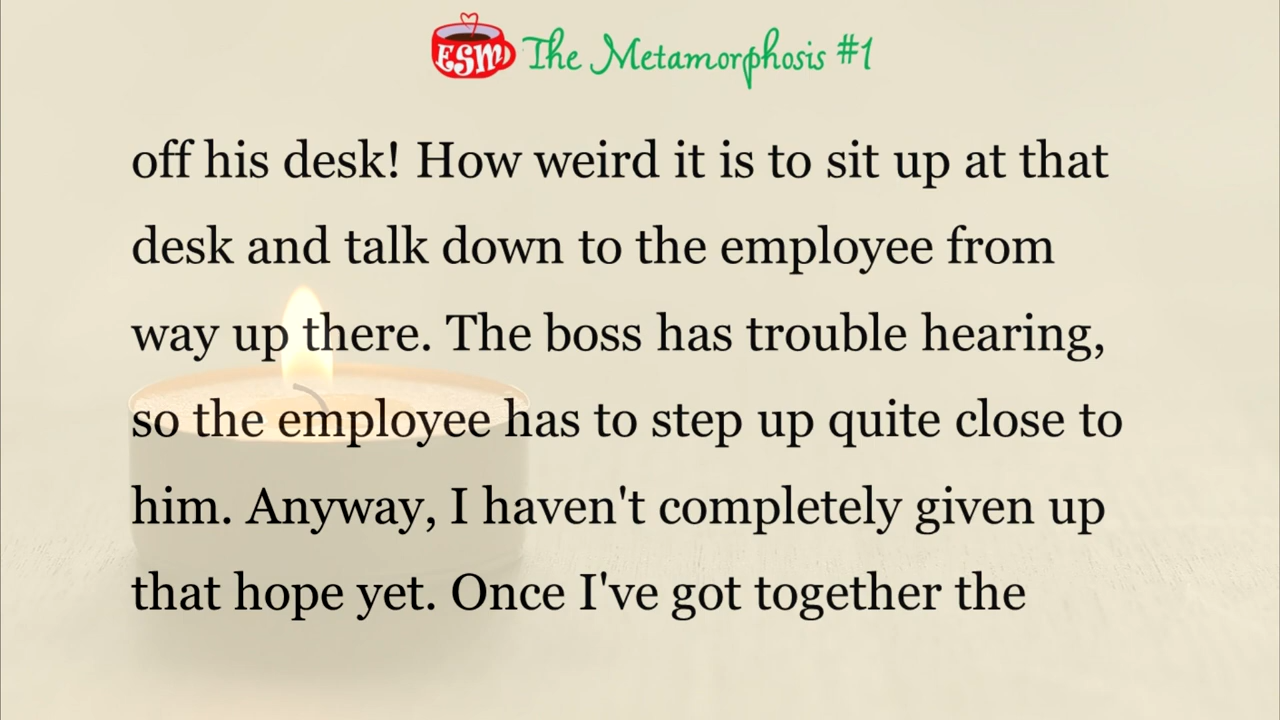 ESM The Metamorphosis #1
off his desk! How weird it is to sit up at that
desk and talk down to the employee from
way up there. The boss has trouble hearing,
so the employee has to step up quite close to
him. Anyway, I haven't completely given up
that hope yet. Once I've got together the